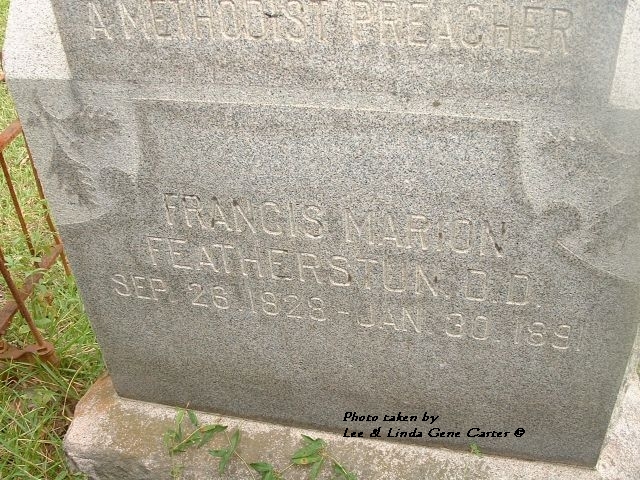 A METHODIST PREACHER
FRANCIS MARION
FEATHERSTUN. D.D.
SEP. 26. 1828 - JAN. 30. 1891
Photo taken by
Lee & Linda Gene Carter ©